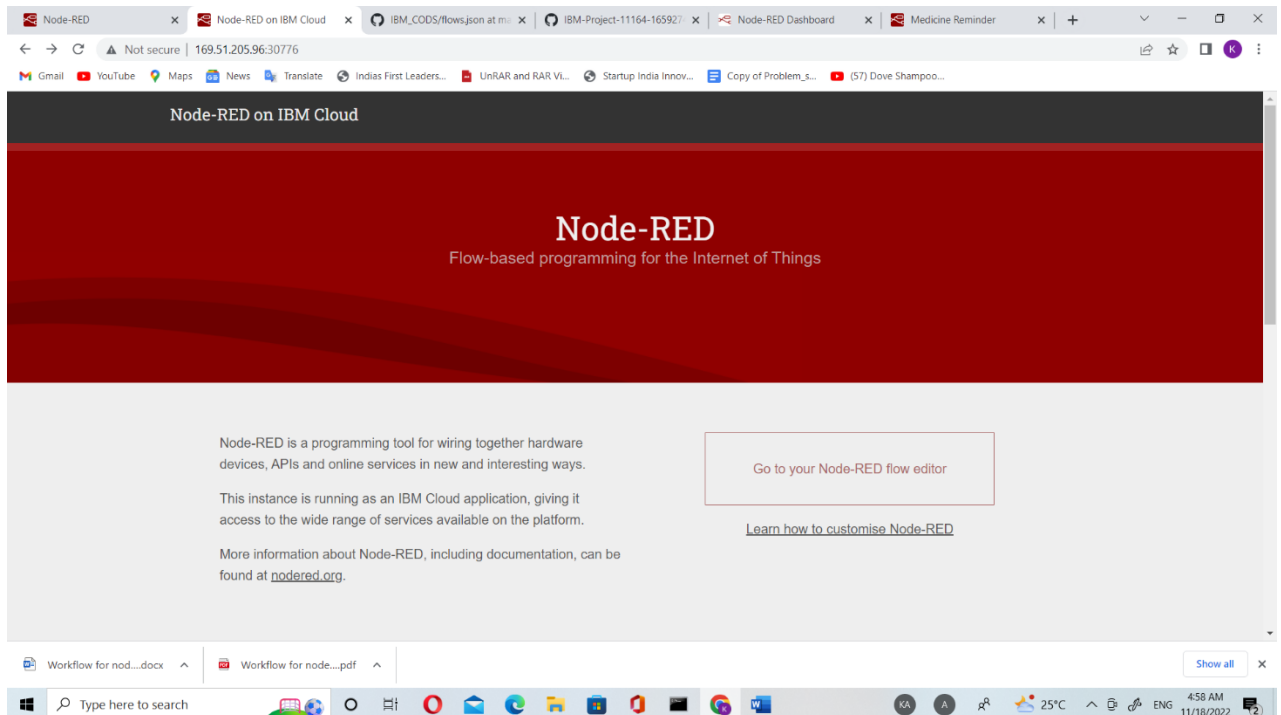 Node-RED
Node-RED on IBM Cloud
IBM_CODS/flows.json at ma
IBM-Project-11164-165927
Node-RED Dashboard
Medicine Reminder
Not secure | 169.51.205.96:30776
K
Gmail
YouTube
Maps
News
Translate
Indias First Leaders...
UnRAR and RAR Vi...
Startup India Innov...
Copy of Problem_s...
(57) Dove Shampoo...
Node-RED on IBM Cloud
Node-RED
Flow-based programming for the Internet of Things
Node-RED is a programming tool for wiring together hardware
devices, APIs and online services in new and interesting ways.
This instance is running as an IBM Cloud application, giving it
access to the wide range of services available on the platform.
More information about Node-RED, including documentation, can be
found at nodered.org.
Go to your Node-RED flow editor
Learn how to customise Node-RED
Workflow for nod....docx
Workflow for node....pdf
Show all
Type here to search
KA
A
25°C
ENG
4:58 AM
11/18/2022
2